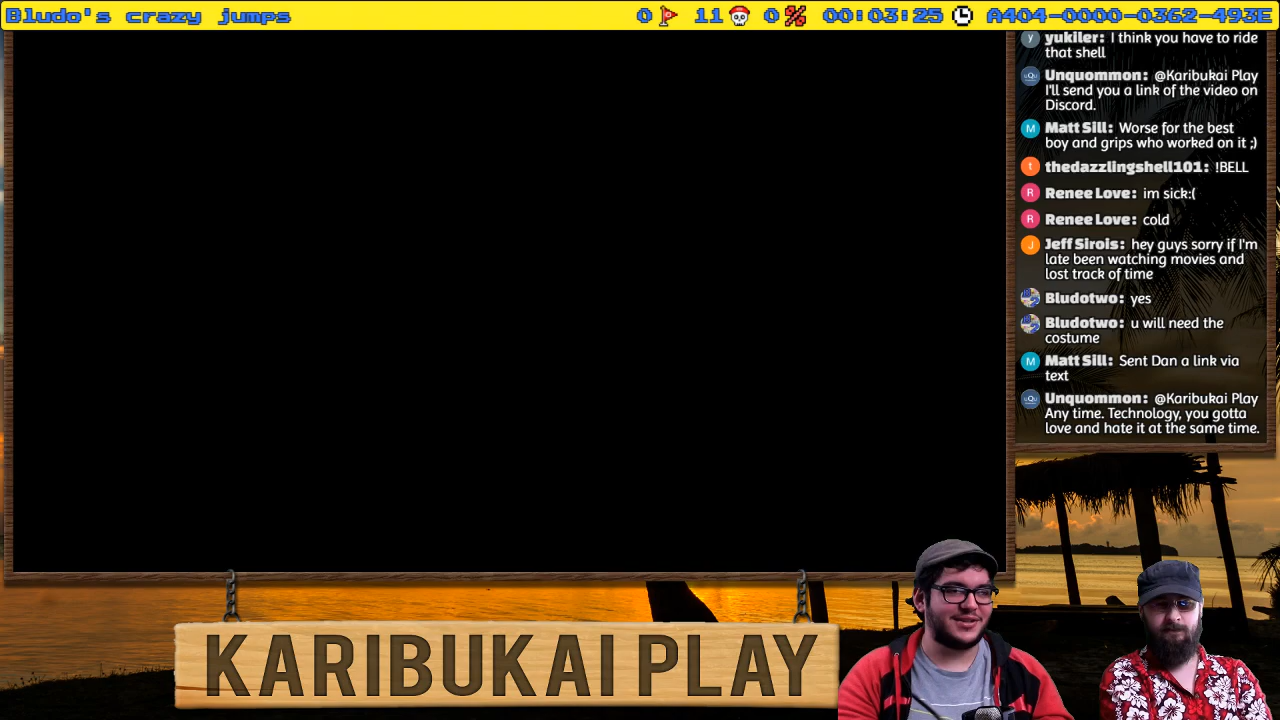 Bludo's crazy jumps 0 11 0 00:03:25 A404-0000-0362-493E
yukiler: I think you have to ride
that shell
Unquommon: @Karibukai Play
I'll send you a link of the video on
Discord.
Matt Sill: Worse for the best
boy and grips who worked on it ;)
thedazzlingshell101: !BELL
Renee Love: im sick:(
Renee Love: cold
Jeff Sirois: hey guys sorry if I'm
late been watching movies and
lost track of time
Bludotwo: yes
Bludotwo: u will need the
costume
Matt Sill: Sent Dan a link via
text
Unquommon: @Karibukai Play
Any time. Technology, you gotta
love and hate it at the same time.
KARIBUKAI PLAY